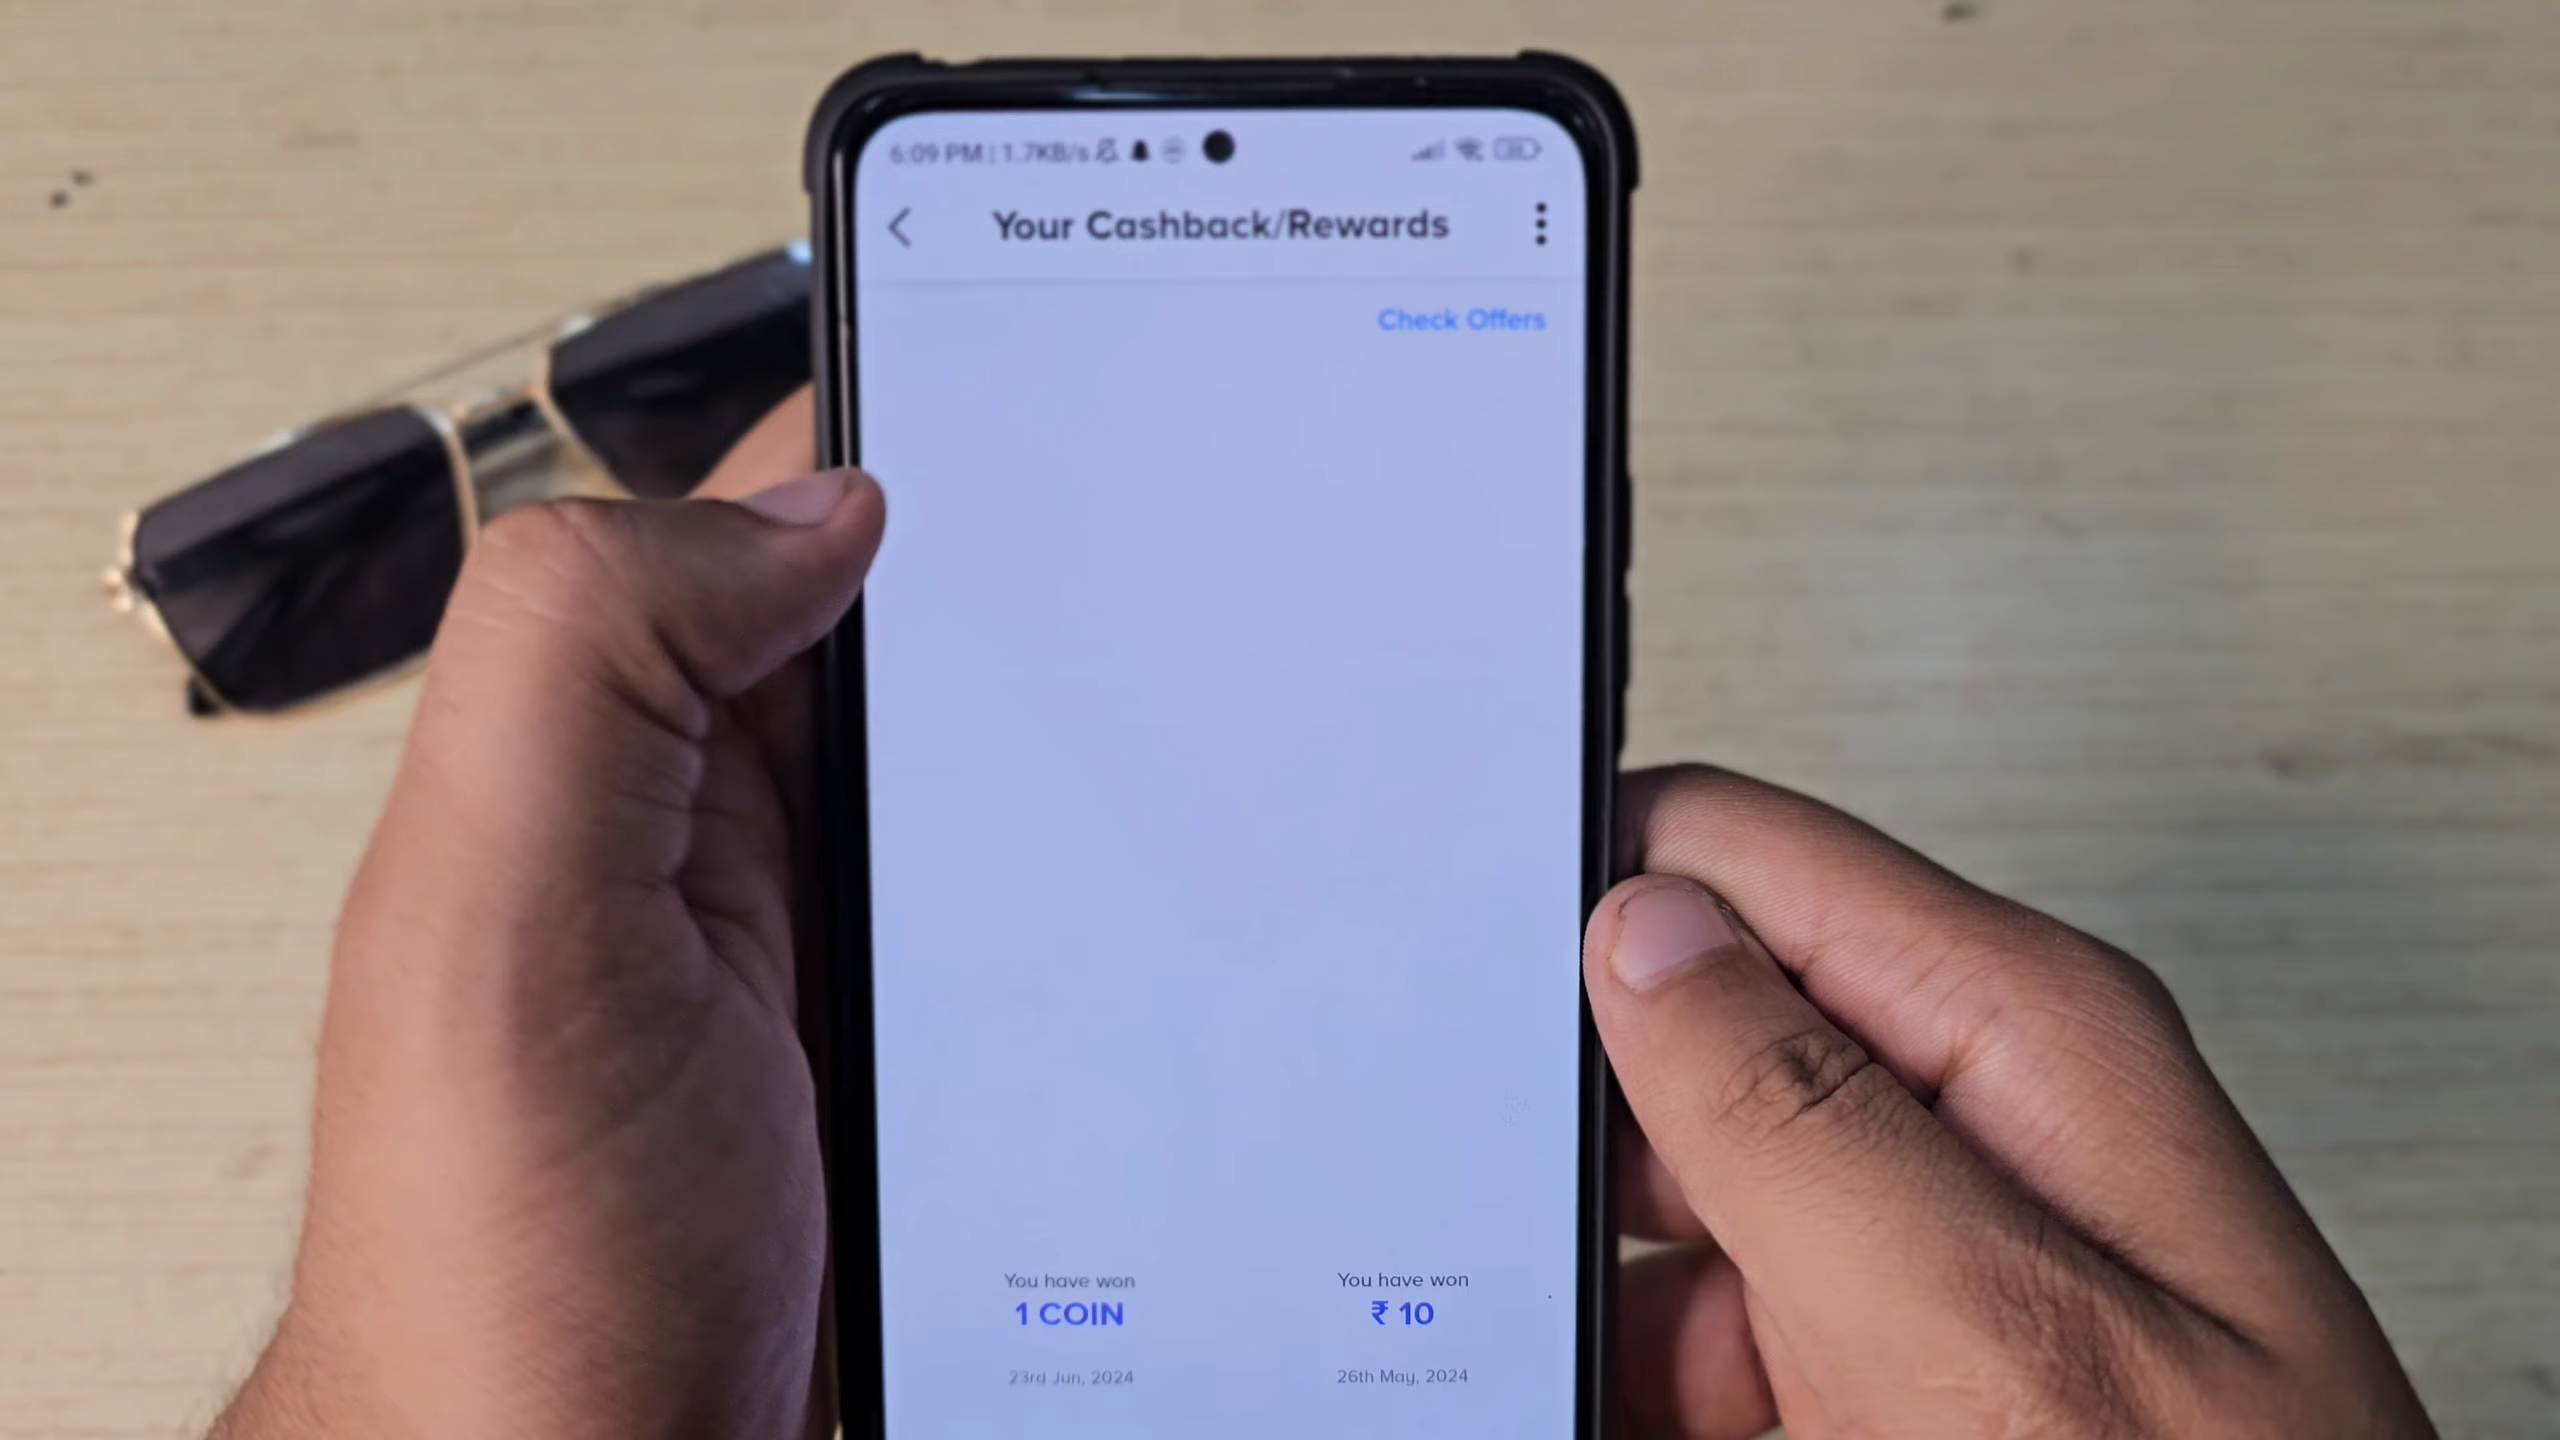 6:09 PM | 1.7KB/s
Your Cashback/Rewards
Check Offers
You have won
1 COIN
23rd Jun, 2024
You have won
₹ 10
26th May, 2024